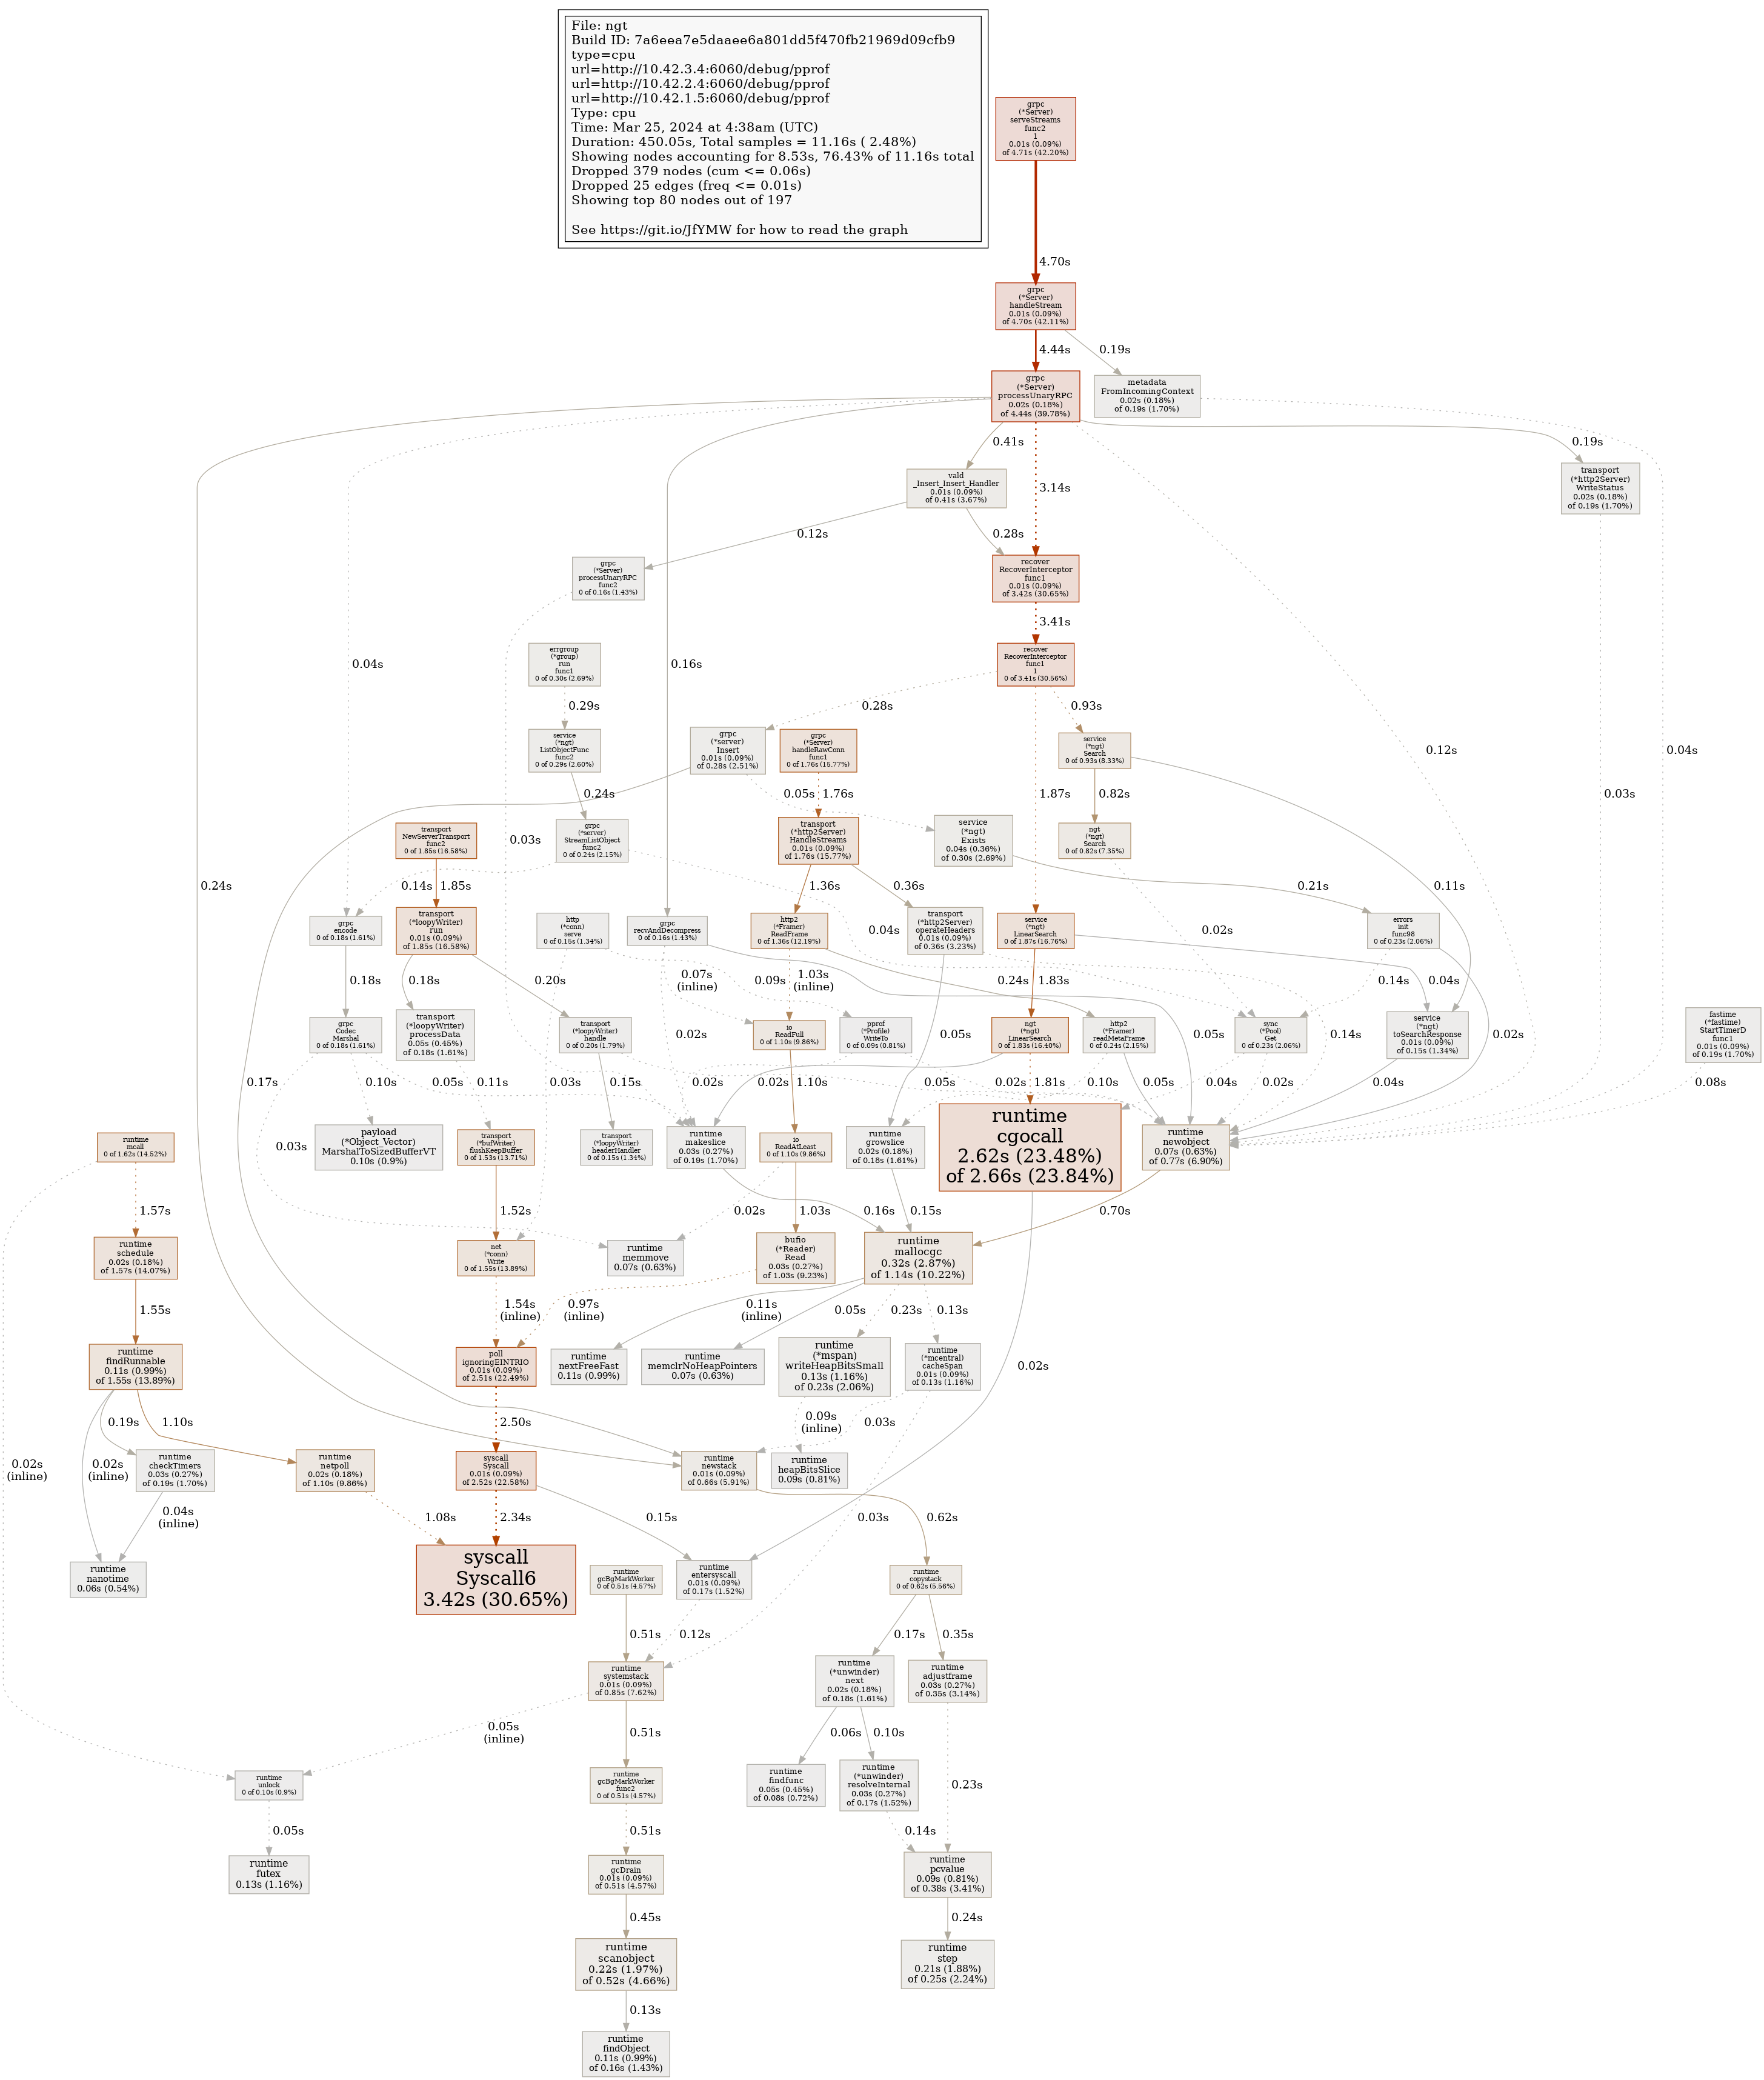 File: ngt
Build ID: 7a6eea7e5daaee6a801dd5f470fb21969d09cfb9
type=cpu
url=http://10.42.3.4:6060/debug/pprof
url=http://10.42.2.4:6060/debug/pprof
url=http://10.42.1.5:6060/debug/pprof
Type: cpu
Time: Mar 25, 2024 at 4:38am (UTC)
Duration: 450.05s, Total samples = 11.16s ( 2.48%)
Showing nodes accounting for 8.53s, 76.43% of 11.16s total
Dropped 379 nodes (cum <= 0.06s)
Dropped 25 edges (freq <= 0.01s)
Showing top 80 nodes out of 197
See https://git.io/JfYMW for how to read the graph
grpc
(*Server)
serveStreams
func2
1
0.01s (0.09%)
of 4.71s (42.20%)
4.70s
grpc
(*Server)
handleStream
0.01s (0.09%)
of 4.70s (42.11%)
4.44s
0.19s
grpc
(*Server)
processUnaryRPC
0.02s (0.18%)
of 4.44s (39.78%)
metadata
FromIncomingContext
0.02s (0.18%)
of 0.19s (1.70%)
0.41s
3.14s
0.19s
vald
_Insert_Insert_Handler
0.01s (0.09%)
of 0.41s (3.67%)
transport
(*http2Server)
WriteStatus
0.02s (0.18%)
of 0.19s (1.70%)
0.12s
0.28s
grpc
(*Server)
processUnaryRPC
func2
0 of 0.16s (1.43%)
recover
RecoverInterceptor
func1
0.01s (0.09%)
of 3.42s (30.65%)
3.41s
errgroup
(*group)
run
func1
0 of 0.30s (2.69%)
0.04s
0.16s
recover
RecoverInterceptor
func1
1
0 of 3.41s (30.56%)
0.29s
0.28s
0.93s
service
(*ngt)
ListObjectFunc
func2
0 of 0.29s (2.60%)
grpc
(*server)
Insert
0.01s (0.09%)
of 0.28s (2.51%)
grpc
(*Server)
handleRawConn
func1
0 of 1.76s (15.77%)
service
(*ngt)
Search
0 of 0.93s (8.33%)
0.12s
0.04s
0.24s
0.05s
1.76s
1.87s
0.82s
0.03s
transport
NewServerTransport
func2
0 of 1.85s (16.58%)
0.03s
grpc
(*server)
StreamListObject
func2
0 of 0.24s (2.15%)
transport
(*http2Server)
HandleStreams
0.01s (0.09%)
of 1.76s (15.77%)
service
(*ngt)
Exists
0.04s (0.36%)
of 0.30s (2.69%)
ngt
(*ngt)
Search
0 of 0.82s (7.35%)
0.24s
1.85s
0.14s
1.36s
0.36s
0.21s
0.11s
grpc
encode
0 of 0.18s (1.61%)
transport
(*loopyWriter)
run
0.01s (0.09%)
of 1.85s (16.58%)
http
(*conn)
serve
0 of 0.15s (1.34%)
grpc
recvAndDecompress
0 of 0.16s (1.43%)
http2
(*Framer)
ReadFrame
0 of 1.36s (12.19%)
0.04s
transport
(*http2Server)
operateHeaders
0.01s (0.09%)
of 0.36s (3.23%)
service
(*ngt)
LinearSearch
0 of 1.87s (16.76%)
0.02s
errors
init
func98
0 of 0.23s (2.06%)
0.18s
0.18s
0.20s
0.07s
(inline)
0.09s
1.03s
(inline)
0.24s
1.83s
0.04s
0.14s
grpc
Codec
Marshal
0 of 0.18s (1.61%)
transport
(*loopyWriter)
processData
0.05s (0.45%)
of 0.18s (1.61%)
transport
(*loopyWriter)
handle
0 of 0.20s (1.79%)
0.02s
io
ReadFull
0 of 1.10s (9.86%)
pprof
(*Profile)
WriteTo
0 of 0.09s (0.81%)
0.05s
ngt
(*ngt)
LinearSearch
0 of 1.83s (16.40%)
http2
(*Framer)
readMetaFrame
0 of 0.24s (2.15%)
0.05s
sync
(*Pool)
Get
0 of 0.23s (2.06%)
0.14s
service
(*ngt)
toSearchResponse
0.01s (0.09%)
of 0.15s (1.34%)
0.02s
fastime
(*fastime)
StartTimerD
func1
0.01s (0.09%)
of 0.19s (1.70%)
0.17s
0.10s
0.05s
0.11s
0.03s
0.15s
0.02s
0.02s
1.10s
0.05s
0.02s
1.81s
0.10s
0.05s
0.04s
0.02s
0.04s
0.08s
0.03s
runtime
mcall
0 of 1.62s (14.52%)
payload
(*Object_Vector)
MarshalToSizedBufferVT
0.10s (0.9%)
transport
(*bufWriter)
flushKeepBuffer
0 of 1.53s (13.71%)
transport
(*loopyWriter)
headerHandler
0 of 0.15s (1.34%)
runtime
makeslice
0.03s (0.27%)
of 0.19s (1.70%)
io
ReadAtLeast
0 of 1.10s (9.86%)
runtime
growslice
0.02s (0.18%)
of 0.18s (1.61%)
runtime
cgocall
2.62s (23.48%)
of 2.66s (23.84%)
runtime
newobject
0.07s (0.63%)
of 0.77s (6.90%)
1.57s
1.52s
0.02s
1.03s
0.16s
0.15s
0.70s
runtime
schedule
0.02s (0.18%)
of 1.57s (14.07%)
net
(*conn)
Write
0 of 1.55s (13.89%)
runtime
memmove
0.07s (0.63%)
bufio
(*Reader)
Read
0.03s (0.27%)
of 1.03s (9.23%)
runtime
mallocgc
0.32s (2.87%)
of 1.14s (10.22%)
1.55s
1.54s
(inline)
0.97s
(inline)
0.11s
(inline)
0.05s
0.23s
0.13s
runtime
findRunnable
0.11s (0.99%)
of 1.55s (13.89%)
poll
ignoringEINTRIO
0.01s (0.09%)
of 2.51s (22.49%)
runtime
nextFreeFast
0.11s (0.99%)
runtime
memclrNoHeapPointers
0.07s (0.63%)
runtime
(*mspan)
writeHeapBitsSmall
0.13s (1.16%)
of 0.23s (2.06%)
runtime
(*mcentral)
cacheSpan
0.01s (0.09%)
of 0.13s (1.16%)
0.02s
0.19s
1.10s
2.50s
0.09s
(inline)
0.03s
0.02s
(inline)
0.02s
(inline)
runtime
checkTimers
0.03s (0.27%)
of 0.19s (1.70%)
runtime
netpoll
0.02s (0.18%)
of 1.10s (9.86%)
syscall
Syscall
0.01s (0.09%)
of 2.52s (22.58%)
runtime
newstack
0.01s (0.09%)
of 0.66s (5.91%)
runtime
heapBitsSlice
0.09s (0.81%)
0.04s
(inline)
1.08s
2.34s
0.15s
0.03s
0.62s
runtime
nanotime
0.06s (0.54%)
syscall
Syscall6
3.42s (30.65%)
runtime
gcBgMarkWorker
0 of 0.51s (4.57%)
runtime
entersyscall
0.01s (0.09%)
of 0.17s (1.52%)
runtime
copystack
0 of 0.62s (5.56%)
0.51s
0.12s
0.17s
0.35s
runtime
systemstack
0.01s (0.09%)
of 0.85s (7.62%)
runtime
(*unwinder)
next
0.02s (0.18%)
of 0.18s (1.61%)
runtime
adjustframe
0.03s (0.27%)
of 0.35s (3.14%)
0.05s
(inline)
0.51s
0.06s
0.10s
runtime
unlock
0 of 0.10s (0.9%)
runtime
gcBgMarkWorker
func2
0 of 0.51s (4.57%)
runtime
findfunc
0.05s (0.45%)
of 0.08s (0.72%)
runtime
(*unwinder)
resolveInternal
0.03s (0.27%)
of 0.17s (1.52%)
0.23s
0.05s
0.51s
0.14s
runtime
futex
0.13s (1.16%)
runtime
gcDrain
0.01s (0.09%)
of 0.51s (4.57%)
runtime
pcvalue
0.09s (0.81%)
of 0.38s (3.41%)
0.45s
0.24s
runtime
scanobject
0.22s (1.97%)
of 0.52s (4.66%)
runtime
step
0.21s (1.88%)
of 0.25s (2.24%)
0.13s
runtime
findObject
0.11s (0.99%)
of 0.16s (1.43%)